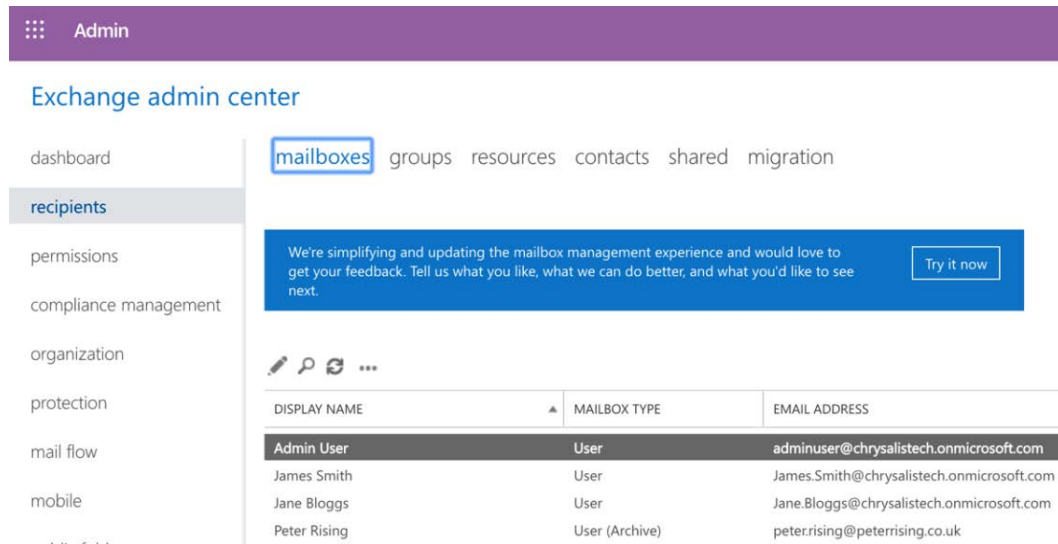 Admin
Exchange admin center
dashboard
recipients
permissions
compliance management
organization
protection
mail flow
mobile
mailboxes groups resources contacts shared migration
We're simplifying and updating the mailbox management experience and would love to
get your feedback. Tell us what you like, what we can do better, and what you'd like to see
next.
Try it now
DISPLAY NAME MAILBOX TYPE EMAIL ADDRESS
Admin User User adminuser@chrysalistech.onmicrosoft.com
James Smith User James.Smith@chrysalistech.onmicrosoft.com
Jane Bloggs User Jane.Bloggs@chrysalistech.onmicrosoft.com
Peter Rising User (Archive) peter.rising@peterrising.co.uk